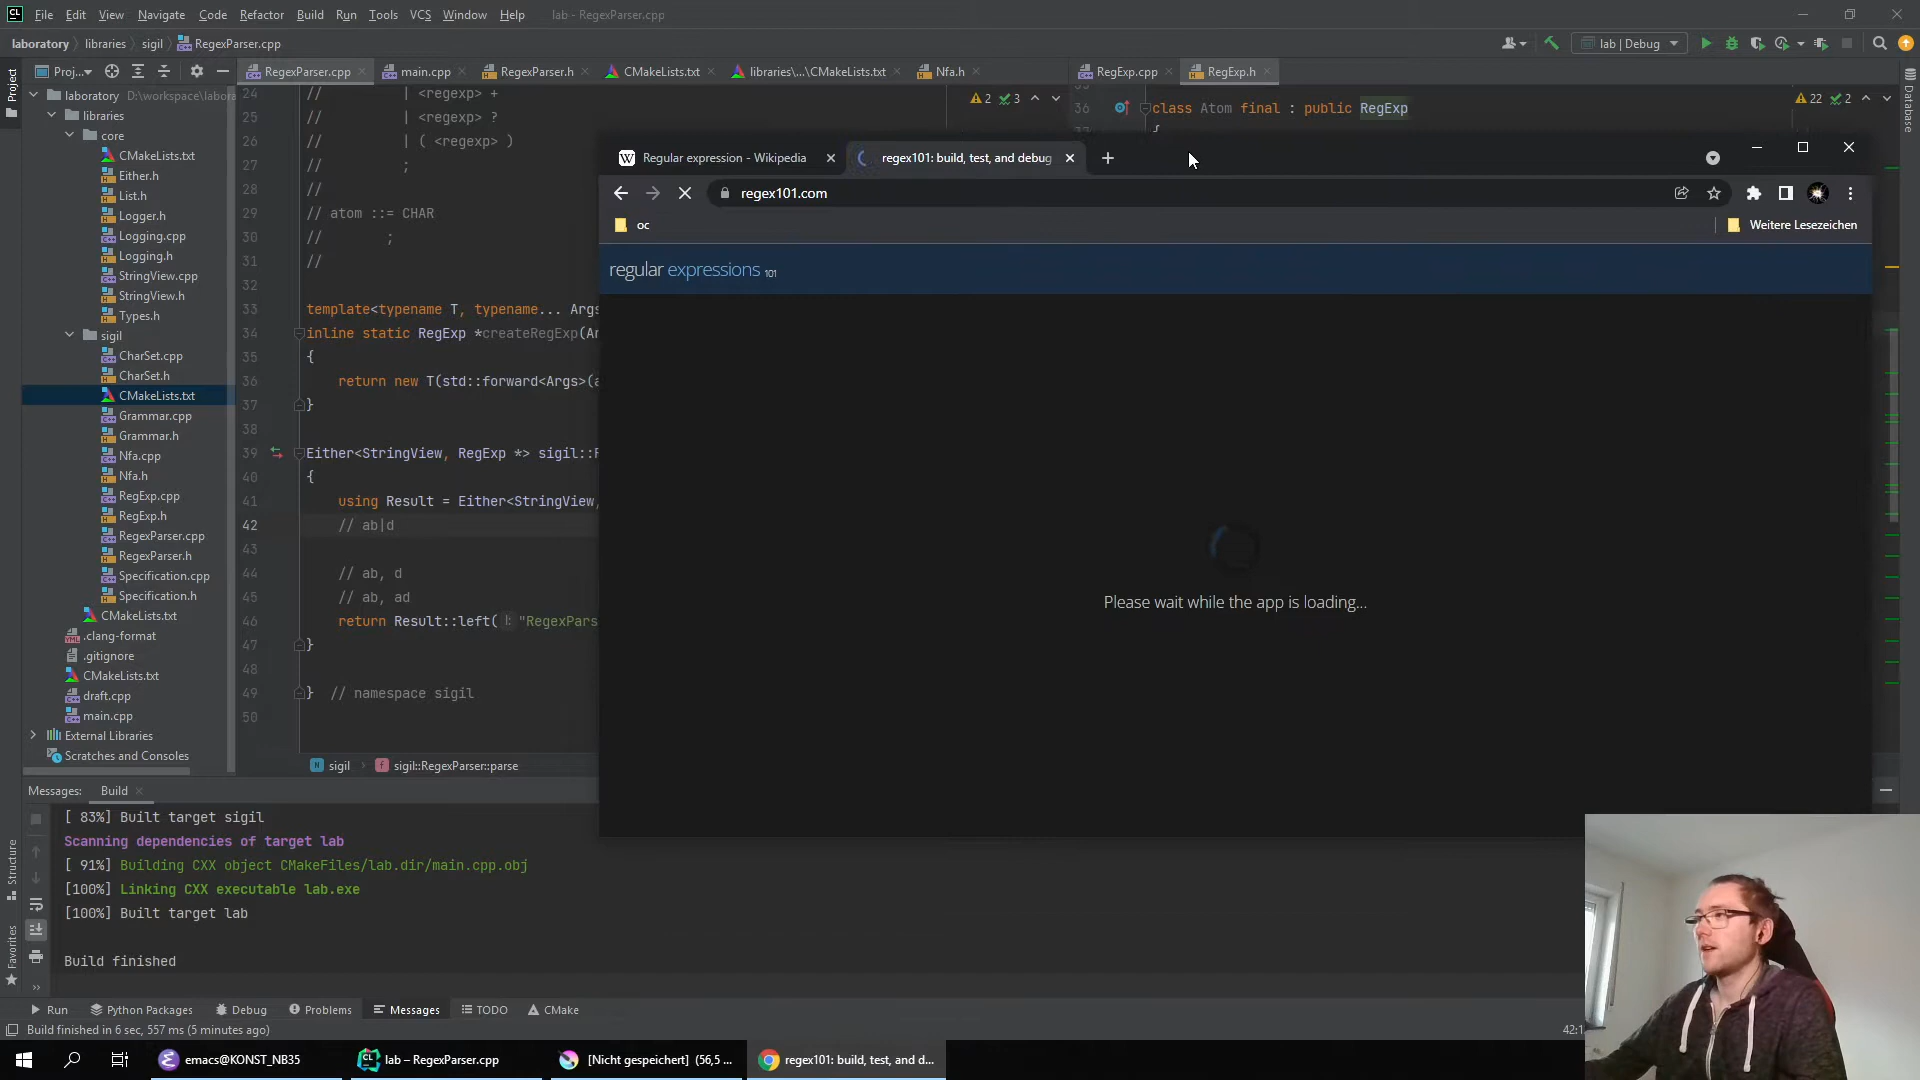 File Edit View Navigate Code Refactor Build Run Tools VCS Window Help lab - RegexParser.cpp
laboratory libraries sigil RegexParser.cpp
lab | Debug
Project
Proj...
RegexParser.cpp
main.cpp
RegexParser.h
CMakeLists.txt
libraries\...\CMakeLists.txt
Nfa.h
RegExp.cpp
RegExp.h
Database
laboratory D:\workspace\labora
libraries
core
CMakeLists.txt
Either.h
List.h
Logger.h
Logging.cpp
Logging.h
StringView.cpp
StringView.h
Types.h
sigil
CharSet.cpp
CharSet.h
CMakeLists.txt
Grammar.cpp
Grammar.h
Nfa.cpp
Nfa.h
RegExp.cpp
RegExp.h
RegexParser.cpp
RegexParser.h
Specification.cpp
Specification.h
CMakeLists.txt
.clang-format
.gitignore
CMakeLists.txt
draft.cpp
main.cpp
External Libraries
Scratches and Consoles
2 3
24 // | <regexp> +
25 // | <regexp> ?
26 // | ( <regexp> )
27 // ;
28 //
29 // atom ::= CHAR
30 // ;
31 //
32
33 template<typename T, typename... Args
34 inline static RegExp *createRegExp(Ar
35 {
36 return new T(std::forward<Args>(a
37 }
38
39 Either<StringView, RegExp *> sigil::R
40 {
41 using Result = Either<StringView,
42 // ab|d
43
44 // ab, d
45 // ab, ad
46 return Result::left( l: "RegexPars
47 }
48
49 } // namespace sigil
50
sigil sigil::RegexParser::parse
22 2
36 class Atom final : public RegExp
{
Regular expression - Wikipedia
regex101: build, test, and debug
regex101.com
oc
Weitere Lesezeichen
regular expressions 101
Please wait while the app is loading...
Messages: Build
[ 83%] Built target sigil
Scanning dependencies of target lab
[ 91%] Building CXX object CMakeFiles/lab.dir/main.cpp.obj
[100%] Linking CXX executable lab.exe
[100%] Built target lab
Build finished
Structure
Favorites
Run Python Packages Debug Problems Messages TODO CMake
Build finished in 6 sec, 557 ms (5 minutes ago)
emacs@KONST_NB35
lab – RegexParser.cpp
[Nicht gespeichert] (56,5 ...
regex101: build, test, and d...